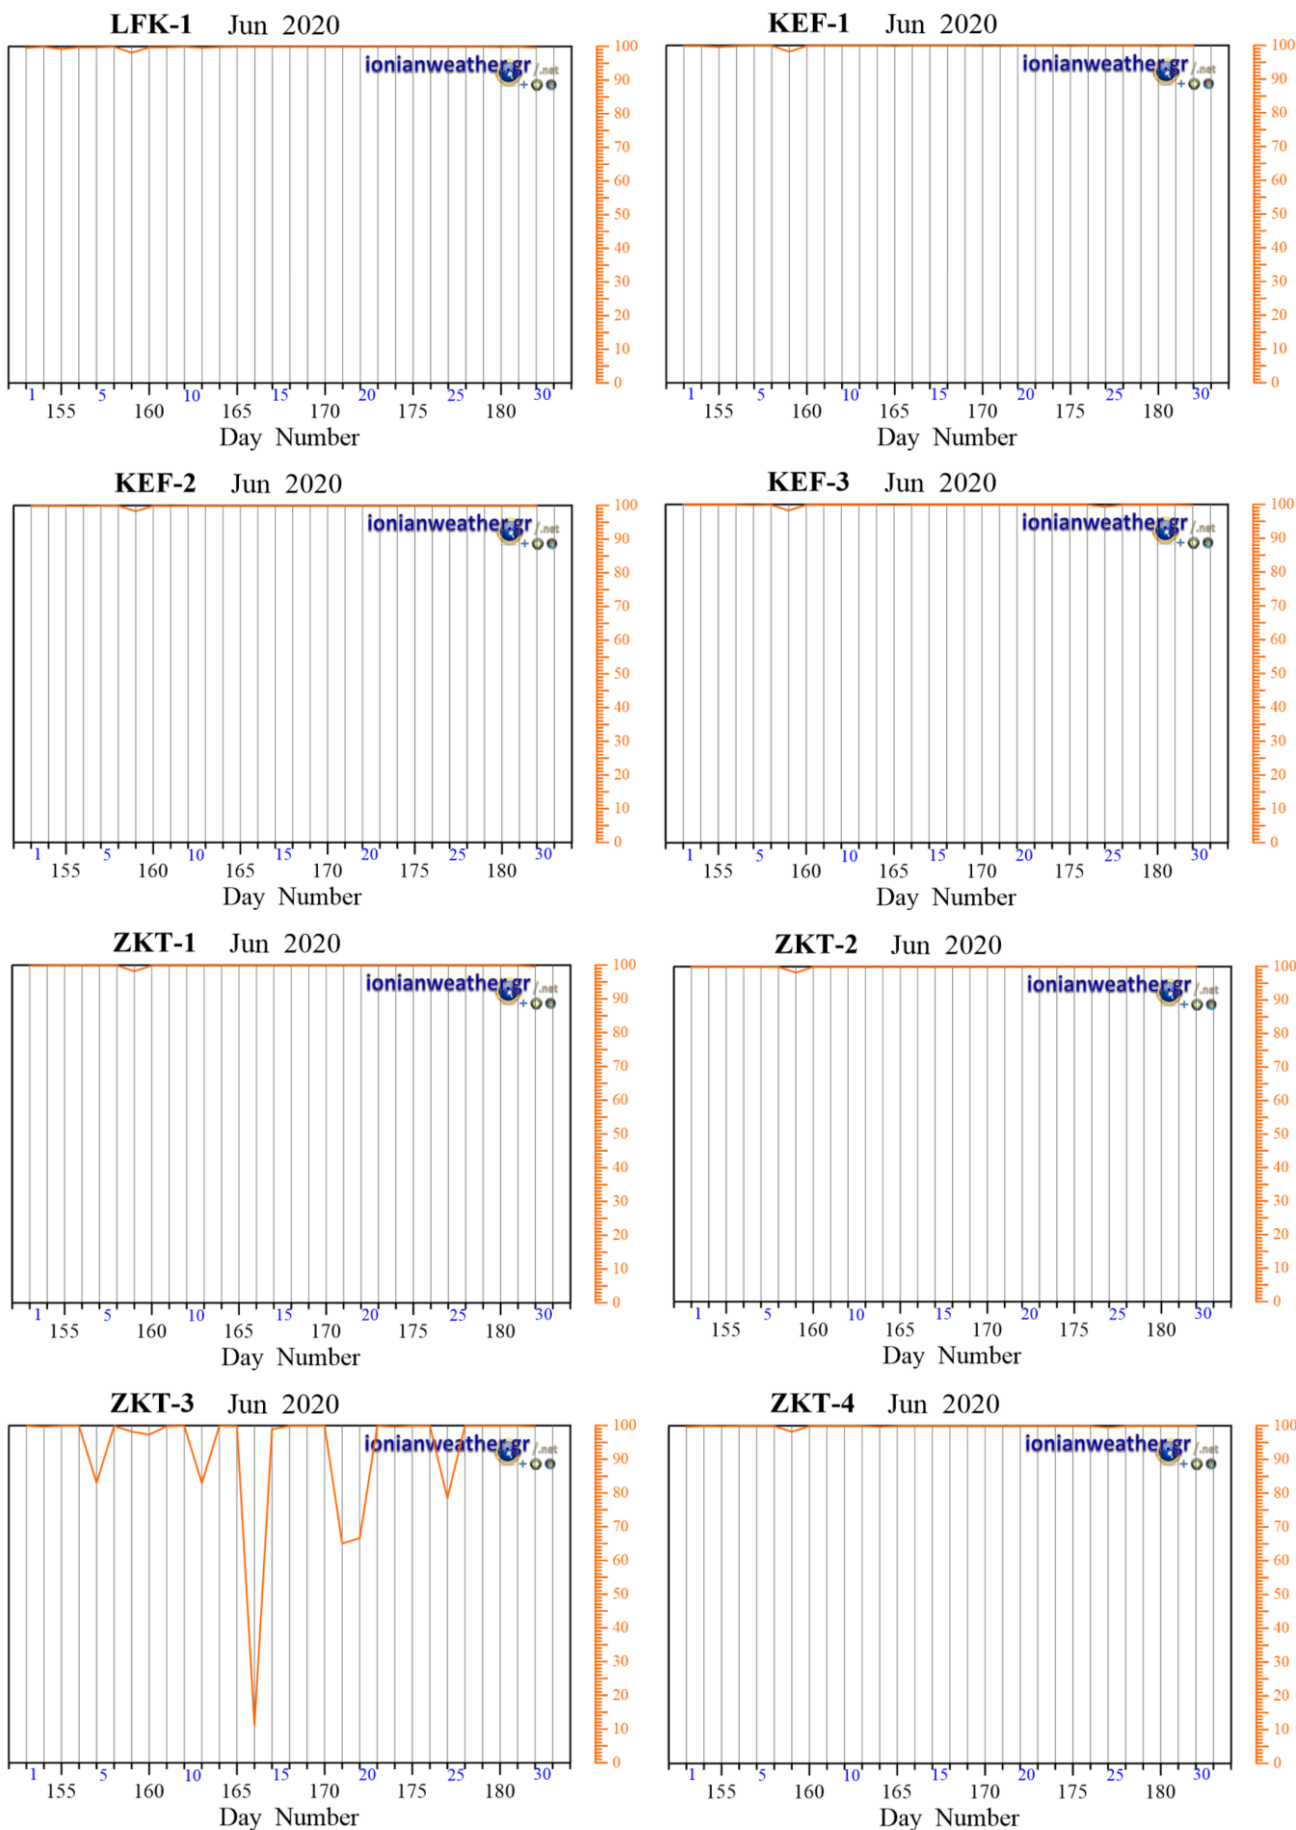 LFK-1 Jun 2020
ionianweather.gr /.net
100
90
80
70
60
50
40
30
20
10
0
1 5 10 15 20 25 30
155 160 165 170 175 180
Day Number
KEF-1 Jun 2020
ionianweather.gr /.net
100
90
80
70
60
50
40
30
20
10
0
1 5 10 15 20 25 30
155 160 165 170 175 180
Day Number
KEF-2 Jun 2020
ionianweather.gr /.net
100
90
80
70
60
50
40
30
20
10
0
1 5 10 15 20 25 30
155 160 165 170 175 180
Day Number
KEF-3 Jun 2020
ionianweather.gr /.net
100
90
80
70
60
50
40
30
20
10
0
1 5 10 15 20 25 30
155 160 165 170 175 180
Day Number
ZKT-1 Jun 2020
ionianweather.gr /.net
100
90
80
70
60
50
40
30
20
10
0
1 5 10 15 20 25 30
155 160 165 170 175 180
Day Number
ZKT-2 Jun 2020
ionianweather.gr /.net
100
90
80
70
60
50
40
30
20
10
0
1 5 10 15 20 25 30
155 160 165 170 175 180
Day Number
ZKT-3 Jun 2020
ionianweather.gr /.net
100
90
80
70
60
50
40
30
20
10
0
1 5 10 15 20 25 30
155 160 165 170 175 180
Day Number
ZKT-4 Jun 2020
ionianweather.gr /.net
100
90
80
70
60
50
40
30
20
10
0
1 5 10 15 20 25 30
155 160 165 170 175 180
Day Number